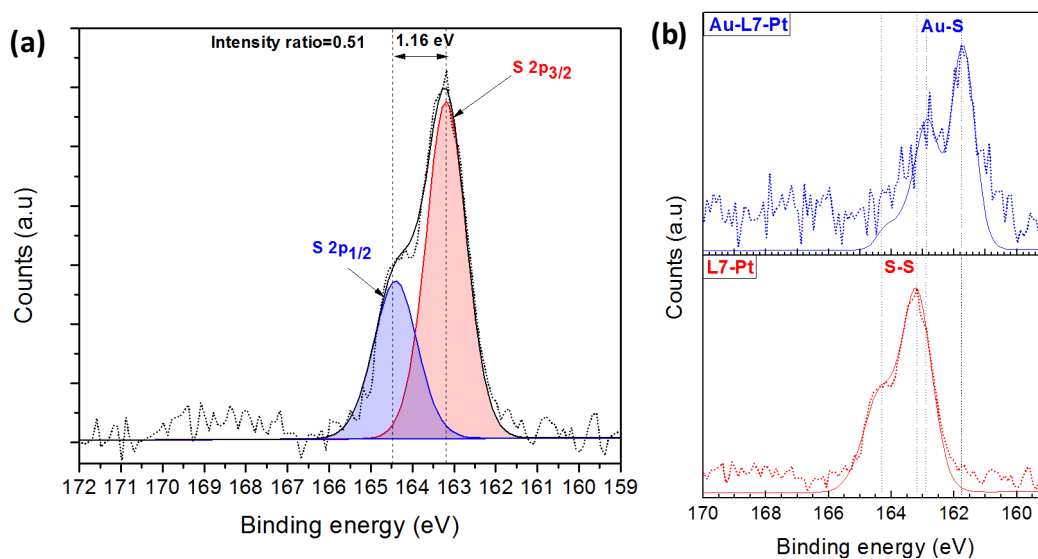 (a)
Intensity ratio=0.51
1.16 eV
S 2p3/2
S 2p1/2
Counts (a.u)
172 171 170 169 168 167 166 165 164 163 162 161 160 159
Binding energy (eV)
(b)
Au-L7-Pt
Au-S
L7-Pt
S-S
Counts (a.u)
170 168 166 164 162 160
Binding energy (eV)